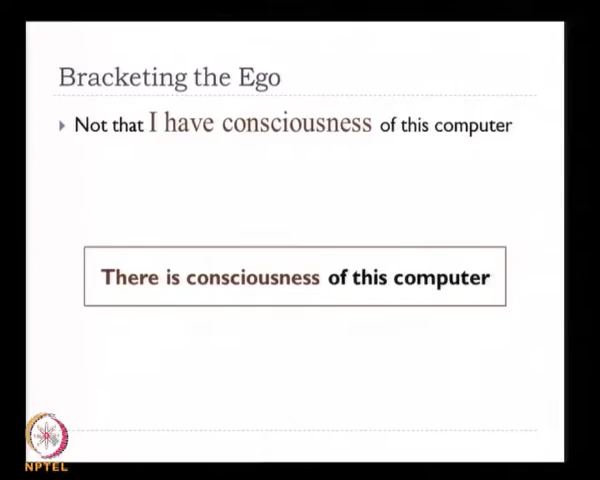 Bracketing the Ego
Not that I have consciousness of this computer
There is consciousness of this computer
NPTEL